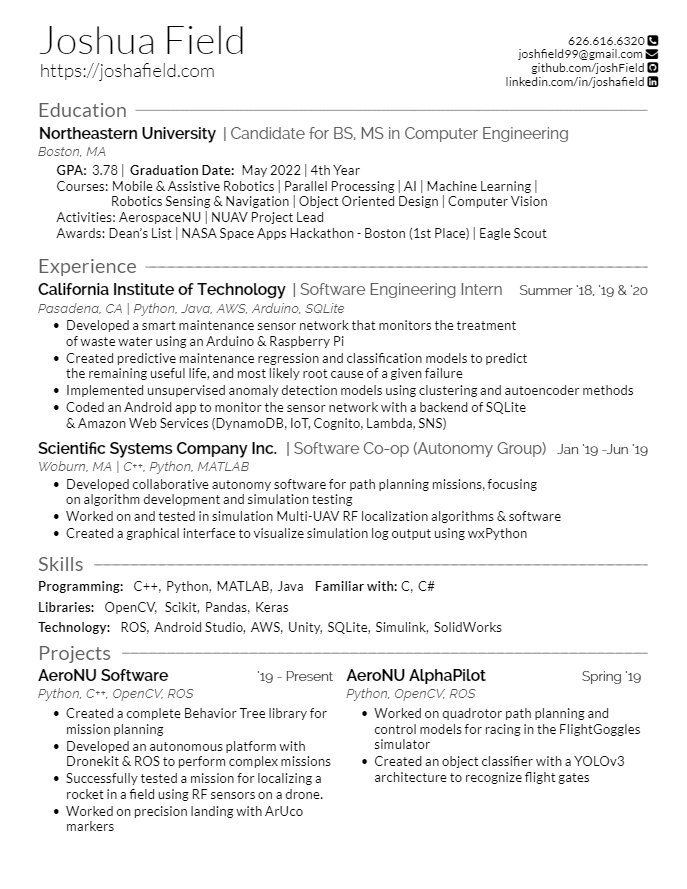 Joshua Field
https://joshafield.com
626.616.6320
joshfield99@gmail.com
github.com/joshField
linkedin.com/in/joshafield
Education
Northeastern University | Candidate for BS, MS in Computer Engineering
Boston, MA
GPA: 3.78 | Graduation Date: May 2022 | 4th Year
Courses: Mobile & Assistive Robotics | Parallel Processing | AI | Machine Learning |
Robotics Sensing & Navigation | Object Oriented Design | Computer Vision
Activities: AerospaceNU | NUAV Project Lead
Awards: Dean's List | NASA Space Apps Hackathon - Boston (1st Place) | Eagle Scout
Experience
California Institute of Technology | Software Engineering Intern Summer '18, '19 & '20
Pasadena, CA | Python, Java, AWS, Arduino, SQLite
• Developed a smart maintenance sensor network that monitors the treatment
of waste water using an Arduino & Raspberry Pi
• Created predictive maintenance regression and classification models to predict
the remaining useful life, and most likely root cause of a given failure
• Implemented unsupervised anomaly detection models using clustering and autoencoder methods
• Coded an Android app to monitor the sensor network with a backend of SQLite
& Amazon Web Services (DynamoDB, IoT, Cognito, Lambda, SNS)
Scientific Systems Company Inc. | Software Co-op (Autonomy Group) Jan '19 -Jun '19
Woburn, MA | C++, Python, MATLAB
• Developed collaborative autonomy software for path planning missions, focusing
on algorithm development and simulation testing
• Worked on and tested in simulation Multi-UAV RF localization algorithms & software
• Created a graphical interface to visualize simulation log output using wxPython
Skills
Programming: C++, Python, MATLAB, Java Familiar with: C, C#
Libraries: OpenCV, Scikit, Pandas, Keras
Technology: ROS, Android Studio, AWS, Unity, SQLite, Simulink, SolidWorks
Projects
AeroNU Software '19 - Present
Python, C++, OpenCV, ROS
• Created a complete Behavior Tree library for
mission planning
• Developed an autonomous platform with
Dronekit & ROS to perform complex missions
• Successfully tested a mission for localizing a
rocket in a field using RF sensors on a drone.
• Worked on precision landing with ArUco
markers
AeroNU AlphaPilot Spring '19
Python, OpenCV, ROS
• Worked on quadrotor path planning and
control models for racing in the FlightGoggles
simulator
• Created an object classifier with a YOLOv3
architecture to recognize flight gates